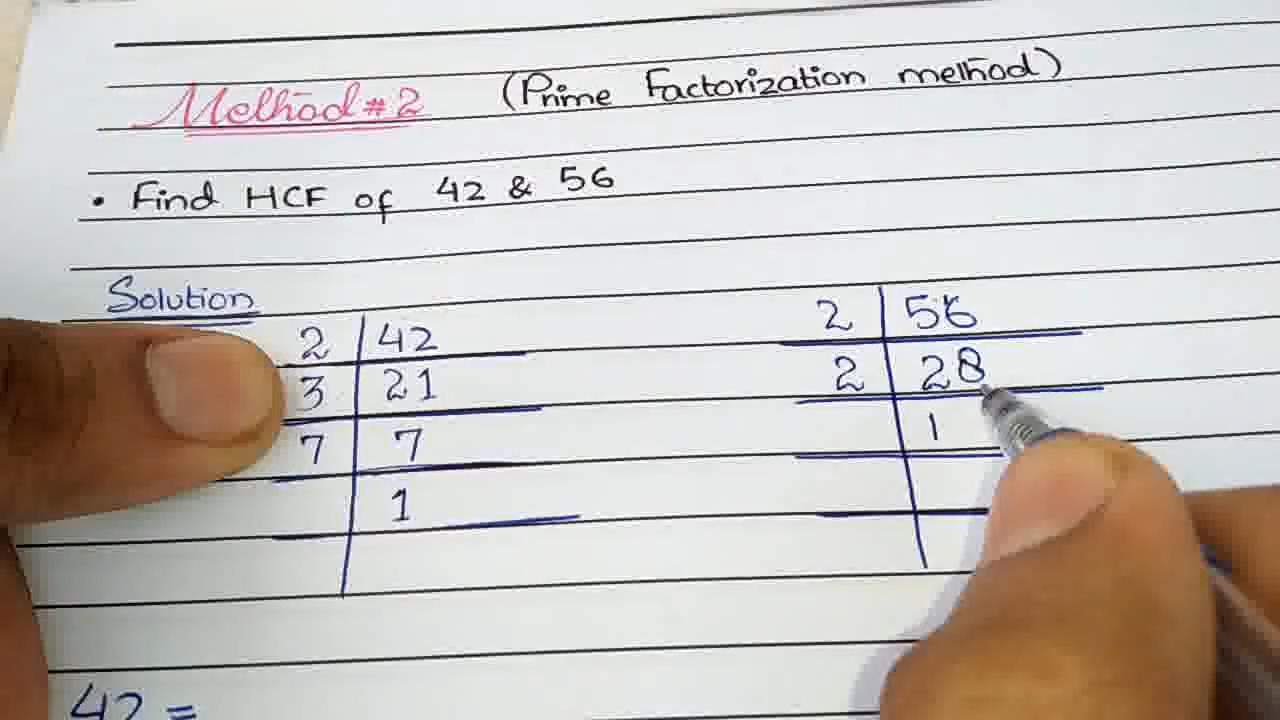 Method #2 (Prime Factorization method)
• Find HCF of 42 & 56
Solution
2 42
3 21
7 7
1
2 56
2 28
1
42 =